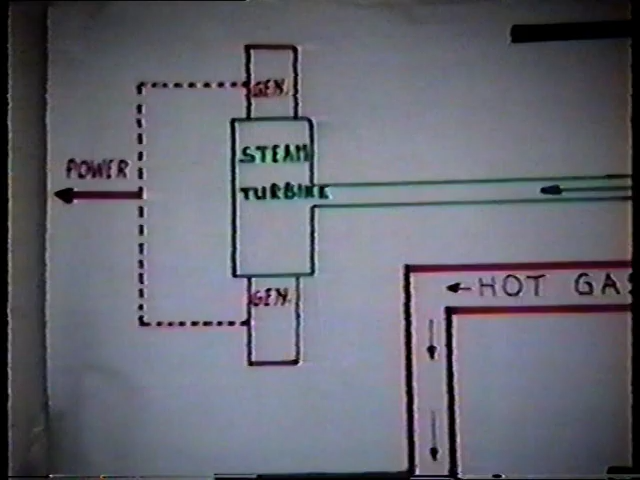 GEN.
STEAM
POWER
TURBINE
HOT GAS
GEN.